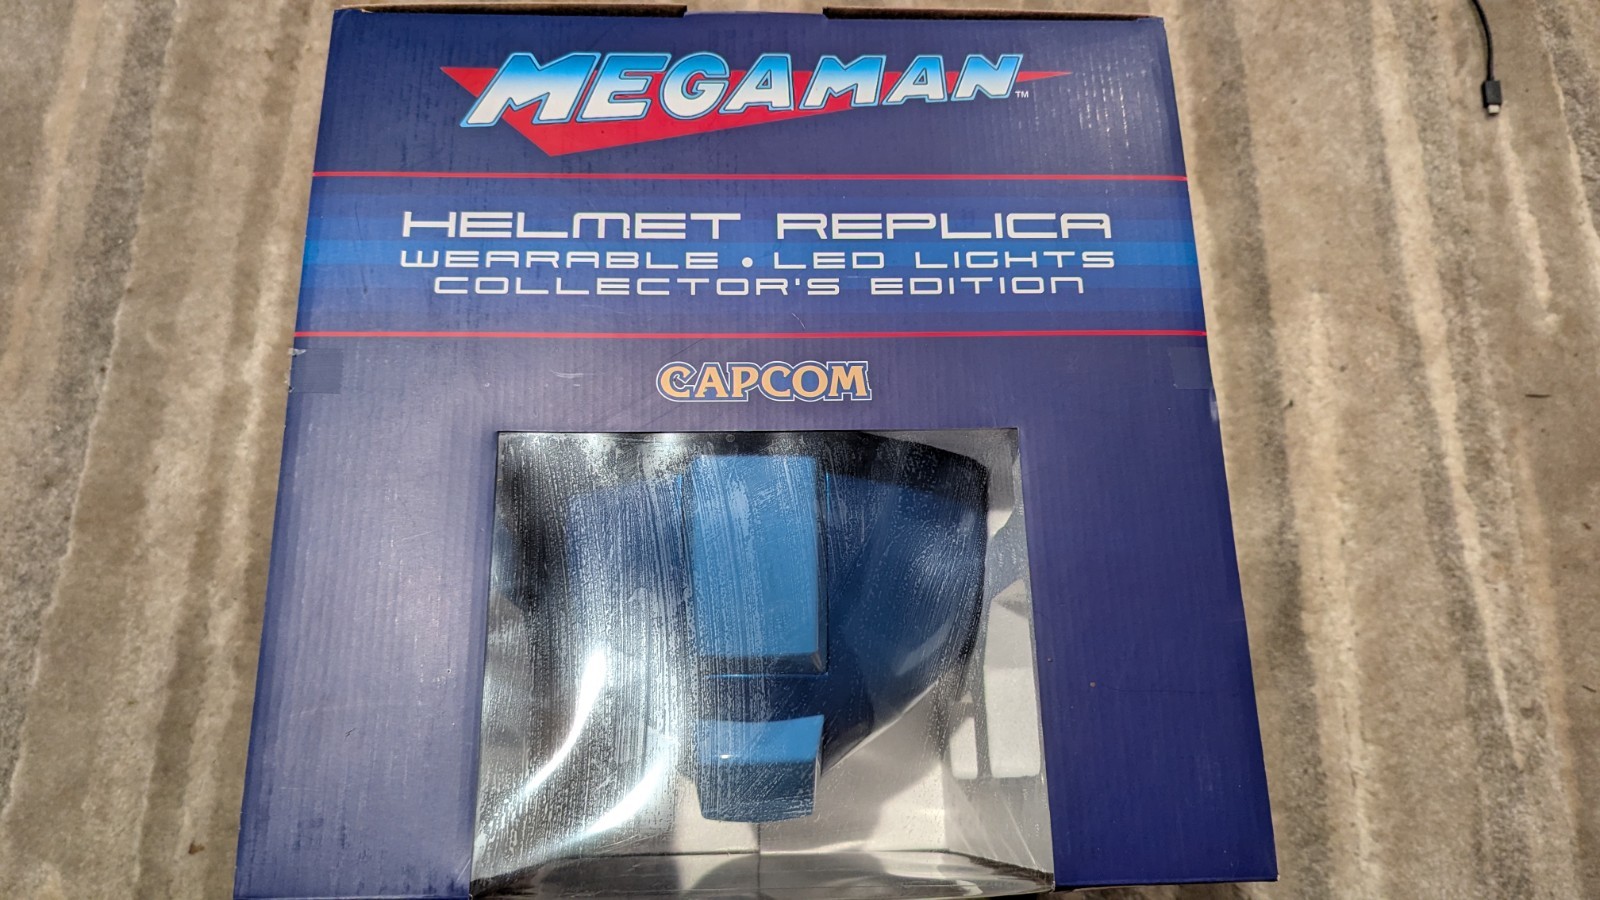 MEGAMAN™
HELMET REPLICA
WEARABLE • LED LIGHTS
COLLECTOR'S EDITION
CAPCOM